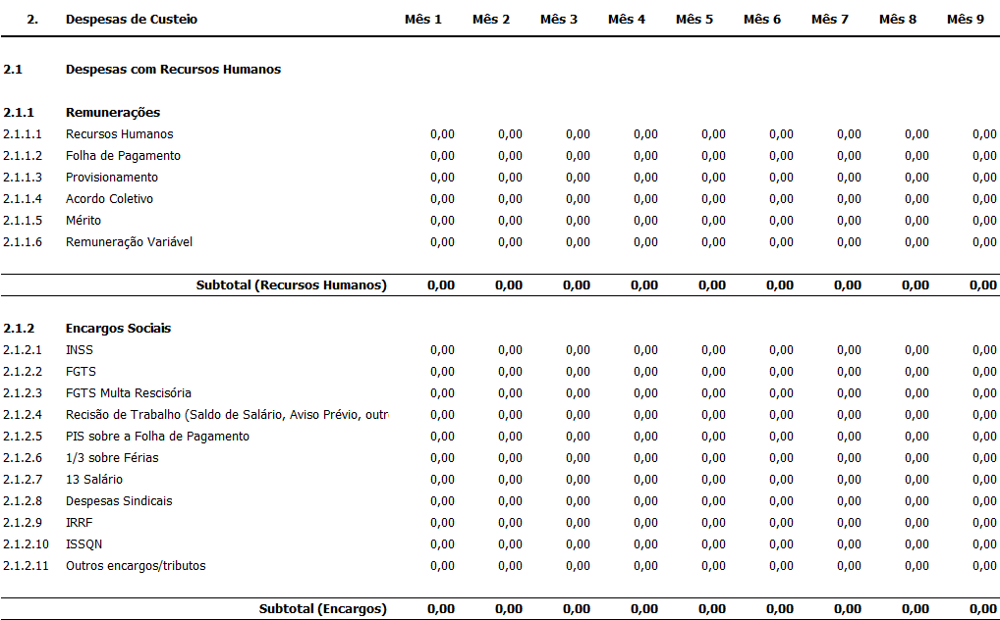 2. Despesas de Custeio Mês 1 Mês 2 Mês 3 Mês 4 Mês 5 Mês 6 Mês 7 Mês 8 Mês 9
2.1 Despesas com Recursos Humanos
2.1.1 Remunerações
2.1.1.1 Recursos Humanos 0,00 0,00 0,00 0,00 0,00 0,00 0,00 0,00 0,00
2.1.1.2 Folha de Pagamento 0,00 0,00 0,00 0,00 0,00 0,00 0,00 0,00 0,00
2.1.1.3 Provisionamento 0,00 0,00 0,00 0,00 0,00 0,00 0,00 0,00 0,00
2.1.1.4 Acordo Coletivo 0,00 0,00 0,00 0,00 0,00 0,00 0,00 0,00 0,00
2.1.1.5 Mérito 0,00 0,00 0,00 0,00 0,00 0,00 0,00 0,00 0,00
2.1.1.6 Remuneração Variável 0,00 0,00 0,00 0,00 0,00 0,00 0,00 0,00 0,00
Subtotal (Recursos Humanos) 0,00 0,00 0,00 0,00 0,00 0,00 0,00 0,00 0,00
2.1.2 Encargos Sociais
2.1.2.1 INSS 0,00 0,00 0,00 0,00 0,00 0,00 0,00 0,00 0,00
2.1.2.2 FGTS 0,00 0,00 0,00 0,00 0,00 0,00 0,00 0,00 0,00
2.1.2.3 FGTS Multa Rescisória 0,00 0,00 0,00 0,00 0,00 0,00 0,00 0,00 0,00
2.1.2.4 Recisão de Trabalho (Saldo de Salário, Aviso Prévio, outr 0,00 0,00 0,00 0,00 0,00 0,00 0,00 0,00 0,00
2.1.2.5 PIS sobre a Folha de Pagamento 0,00 0,00 0,00 0,00 0,00 0,00 0,00 0,00 0,00
2.1.2.6 1/3 sobre Férias 0,00 0,00 0,00 0,00 0,00 0,00 0,00 0,00 0,00
2.1.2.7 13 Salário 0,00 0,00 0,00 0,00 0,00 0,00 0,00 0,00 0,00
2.1.2.8 Despesas Sindicais 0,00 0,00 0,00 0,00 0,00 0,00 0,00 0,00 0,00
2.1.2.9 IRRF 0,00 0,00 0,00 0,00 0,00 0,00 0,00 0,00 0,00
2.1.2.10 ISSQN 0,00 0,00 0,00 0,00 0,00 0,00 0,00 0,00 0,00
2.1.2.11 Outros encargos/tributos 0,00 0,00 0,00 0,00 0,00 0,00 0,00 0,00 0,00
Subtotal (Encargos) 0,00 0,00 0,00 0,00 0,00 0,00 0,00 0,00 0,00